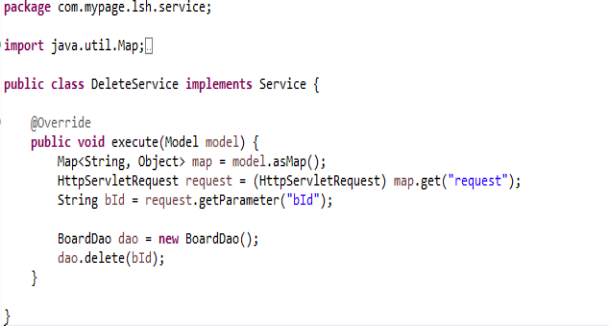 package com.mypage.lsh.service;
import java.util.Map;
public class DeleteService implements Service {
@Override
public void execute(Model model) {
Map<String, Object> map = model.asMap();
HttpServletRequest request = (HttpServletRequest) map.get("request");
String bId = request.getParameter("bId");
BoardDao dao = new BoardDao();
dao.delete(bId);
}
}